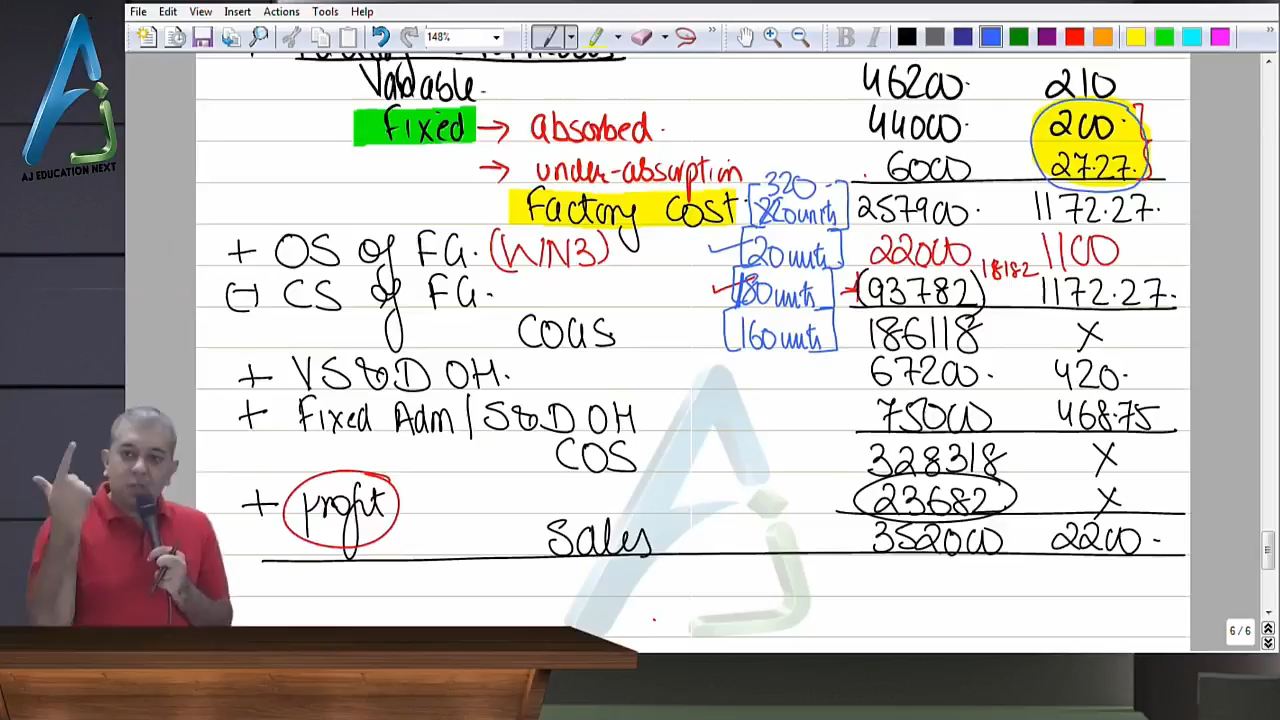 File Edit View Insert Actions Tools Help
148%
B I U
AJ EDUCATION NEXT
Variable. 46200. 210
Fixed → absorbed. 44000. 200.
→ under-absorption 6000 27.27.
320
Factory cost 220 units 257900. 1172.27.
+ OS of FG. (WN3) 20 units 22000. 1100
18182
(-) CS of FG. 80 units (93782) 1172.27.
COGS 160 units 186118 X
+ VS&D OH. 67200. 420.
+ Fixed Adm/S&D OH 75000 468.75
COS 328318 X
+ profit 23682 X
Sales 352000 2200.
6 / 6